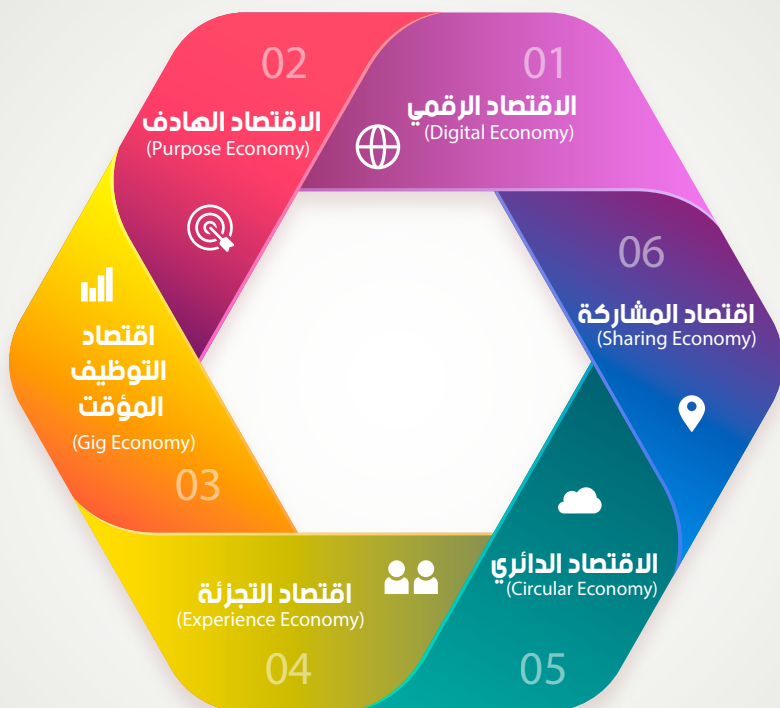 01
الاقتصاد الرقمي
(Digital Economy)
02
الاقتصاد الهادف
(Purpose Economy)
اقتصاد
التوظيف
المؤقت
(Gig Economy)
03
اقتصاد التجزئة
(Experience Economy)
04
الاقتصاد الدائري
(Circular Economy)
05
06
اقتصاد المشاركة
(Sharing Economy)